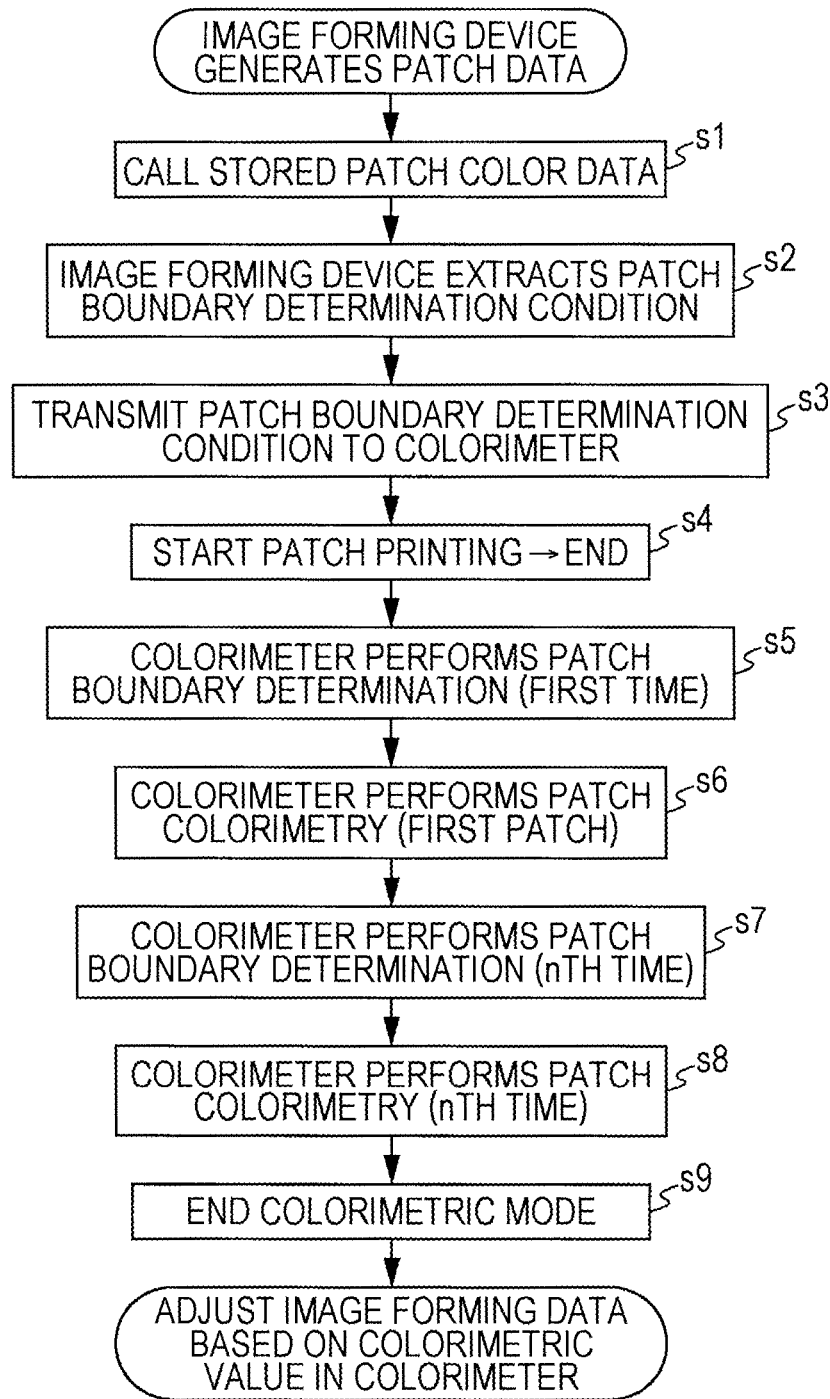 IMAGE FORMING DEVICE
GENERATES PATCH DATA
s1
CALL STORED PATCH COLOR DATA
s2
IMAGE FORMING DEVICE EXTRACTS PATCH
BOUNDARY DETERMINATION CONDITION
s3
TRANSMIT PATCH BOUNDARY DETERMINATION
CONDITION TO COLORIMETER
s4
START PATCH PRINTING → END
s5
COLORIMETER PERFORMS PATCH
BOUNDARY DETERMINATION (FIRST TIME)
s6
COLORIMETER PERFORMS PATCH
COLORIMETRY (FIRST PATCH)
s7
COLORIMETER PERFORMS PATCH
BOUNDARY DETERMINATION (nTH TIME)
s8
COLORIMETER PERFORMS PATCH
COLORIMETRY (nTH TIME)
s9
END COLORIMETRIC MODE
ADJUST IMAGE FORMING DATA
BASED ON COLORIMETRIC
VALUE IN COLORIMETER